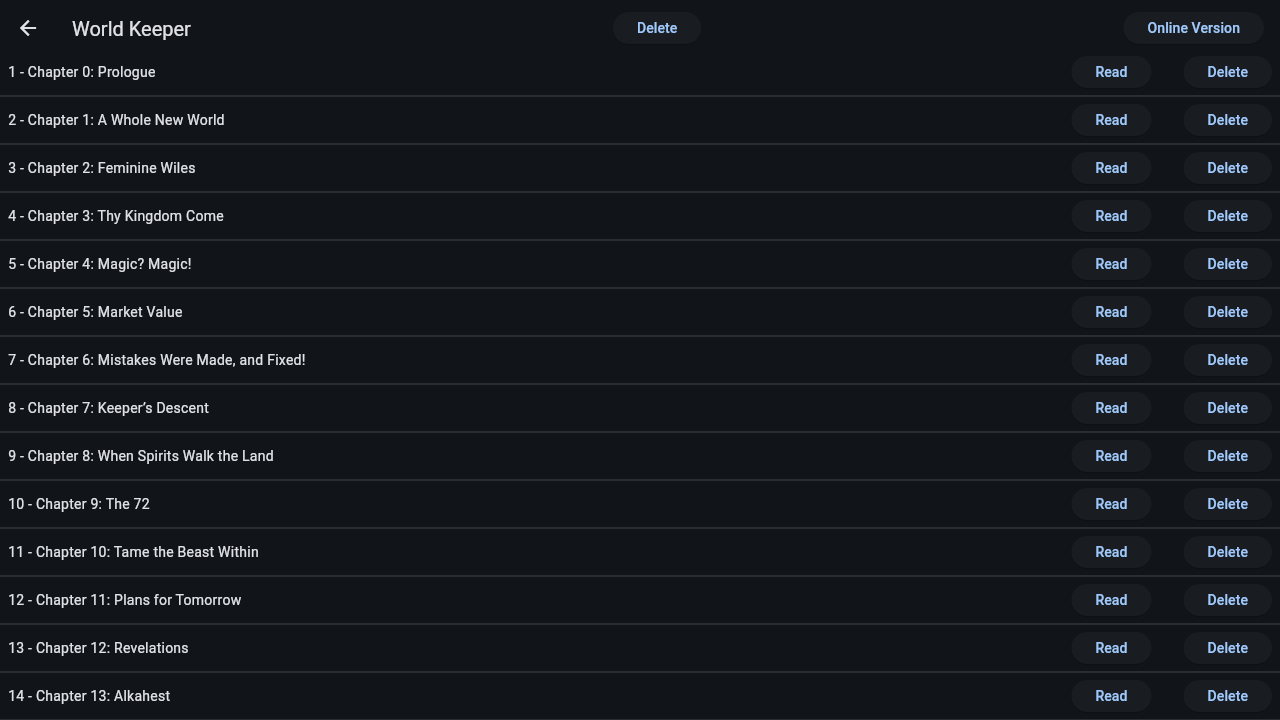 World Keeper Delete Online Version
1 - Chapter 0: Prologue Read Delete
2 - Chapter 1: A Whole New World Read Delete
3 - Chapter 2: Feminine Wiles Read Delete
4 - Chapter 3: Thy Kingdom Come Read Delete
5 - Chapter 4: Magic? Magic! Read Delete
6 - Chapter 5: Market Value Read Delete
7 - Chapter 6: Mistakes Were Made, and Fixed! Read Delete
8 - Chapter 7: Keeper’s Descent Read Delete
9 - Chapter 8: When Spirits Walk the Land Read Delete
10 - Chapter 9: The 72 Read Delete
11 - Chapter 10: Tame the Beast Within Read Delete
12 - Chapter 11: Plans for Tomorrow Read Delete
13 - Chapter 12: Revelations Read Delete
14 - Chapter 13: Alkahest Read Delete